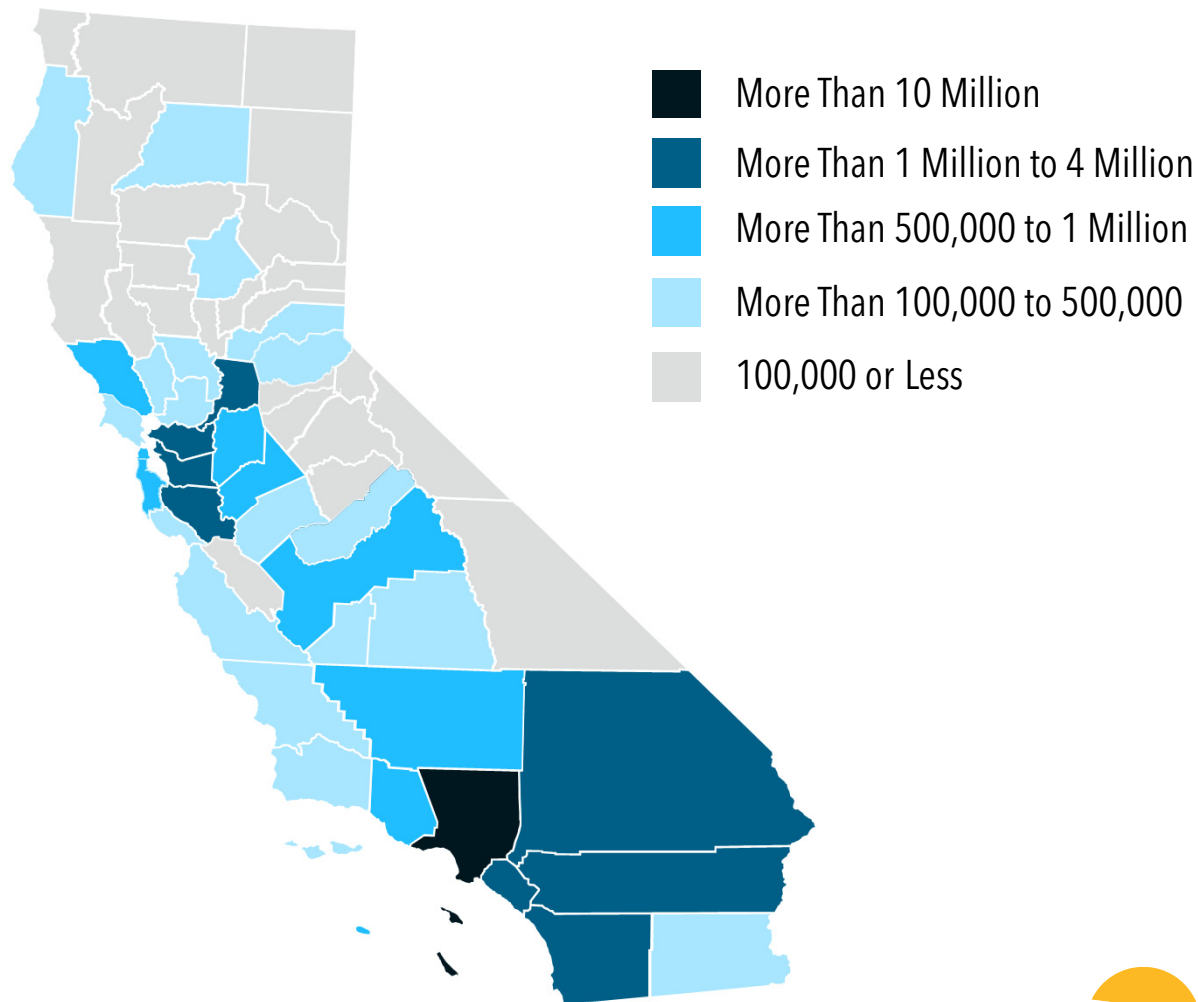 More Than 10 Million
More Than 1 Million to 4 Million
More Than 500,000 to 1 Million
More Than 100,000 to 500,000
100,000 or Less